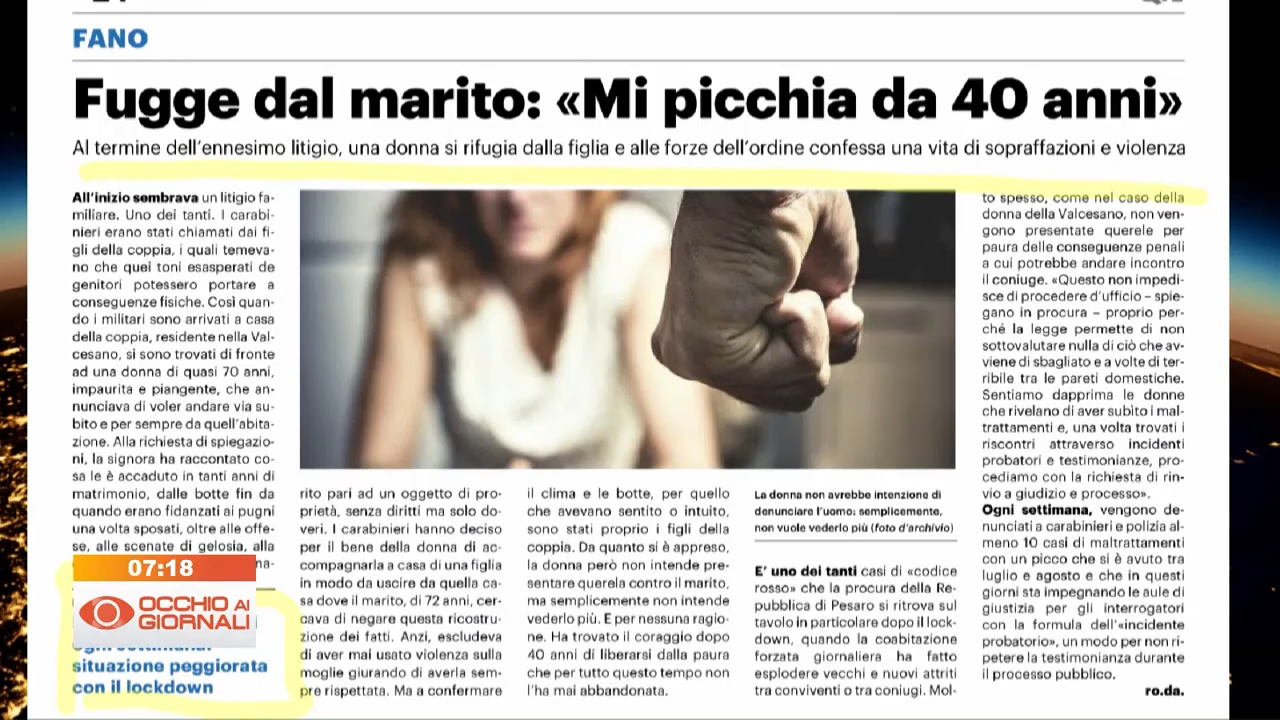 FANO
Fugge dal marito: «Mi picchia da 40 anni»
Al termine dell'ennesimo litigio, una donna si rifugia dalla figlia e alle forze dell'ordine confessa una vita di sopraffazioni e violenza
All'inizio sembrava un litigio fa-
miliare. Uno dei tanti. I carabi-
nieri erano stati chiamati dai fi-
gli della coppia, i quali temeva-
no che quei toni esasperati de
genitori potessero portare a
conseguenze fisiche. Così quan-
do i militari sono arrivati a casa
della coppia, residente nella Val-
cesano, si sono trovati di fronte
ad una donna di quasi 70 anni,
impaurita e piangente, che an-
nunciava di voler andare via su-
bito e per sempre da quell'abita-
zione. Alla richiesta di spiegazio-
ni, la signora ha raccontato co-
sa le è accaduto in tanti anni di
matrimonio, dalle botte fin da
quando erano fidanzati ai pugni
una volta sposati, oltre alle offe-
se, alle scenate di gelosia, alla
07:18
OCCHIO AI
GIORNALI
situazione peggiorata
con il lockdown
rito pari ad un oggetto di pro-
prietà, senza diritti ma solo do-
veri. I carabinieri hanno deciso
per il bene della donna di ac-
compagnarla a casa di una figlia
in modo da uscire da quella ca-
sa dove il marito, di 72 anni, cer-
cava di negare questa ricostru-
zione dei fatti. Anzi, escludeva
di aver mai usato violenza sulla
moglie giurando di averla sem-
pre rispettata. Ma a confermare
il clima e le botte, per quello
che avevano sentito o intuito,
sono stati proprio i figli della
coppia. Da quanto si è appreso,
la donna però non intende pre-
sentare querela contro il marito,
ma semplicemente non intende
vederlo più. E per nessuna ragio-
ne. Ha trovato il coraggio dopo
40 anni di liberarsi dalla paura
che per tutto questo tempo non
l'ha mai abbandonata.
La donna non avrebbe intenzione di
denunciare l'uomo: semplicemente,
non vuole vederlo più (foto d'archivio)
E' uno dei tanti casi di «codice
rosso» che la procura della Re-
pubblica di Pesaro si ritrova sul
tavolo in particolare dopo il lock-
down, quando la coabitazione
forzata giornaliera ha fatto
esplodere vecchi e nuovi attriti
tra conviventi o tra coniugi. Mol-
to spesso, come nel caso della
donna della Valcesano, non ven-
gono presentate querele per
paura delle conseguenze penali
a cui potrebbe andare incontro
il coniuge. «Questo non impedi-
sce di procedere d'ufficio – spie-
gano in procura – proprio per-
ché la legge permette di non
sottovalutare nulla di ciò che av-
viene di sbagliato e a volte di ter-
ribile tra le pareti domestiche.
Sentiamo dapprima le donne
che rivelano di aver subìto i mal-
trattamenti e, una volta trovati i
riscontri attraverso incidenti
probatori e testimonianze, pro-
cediamo con la richiesta di rin-
vio a giudizio e processo».
Ogni settimana, vengono de-
nunciati a carabinieri e polizia al-
meno 10 casi di maltrattamenti
con un picco che si è avuto tra
luglio e agosto e che in questi
giorni sta impegnando le aule di
giustizia per gli interrogatori
con la formula dell'«incidente
probatorio», un modo per non ri-
petere la testimonianza durante
il processo pubblico.
ro.da.